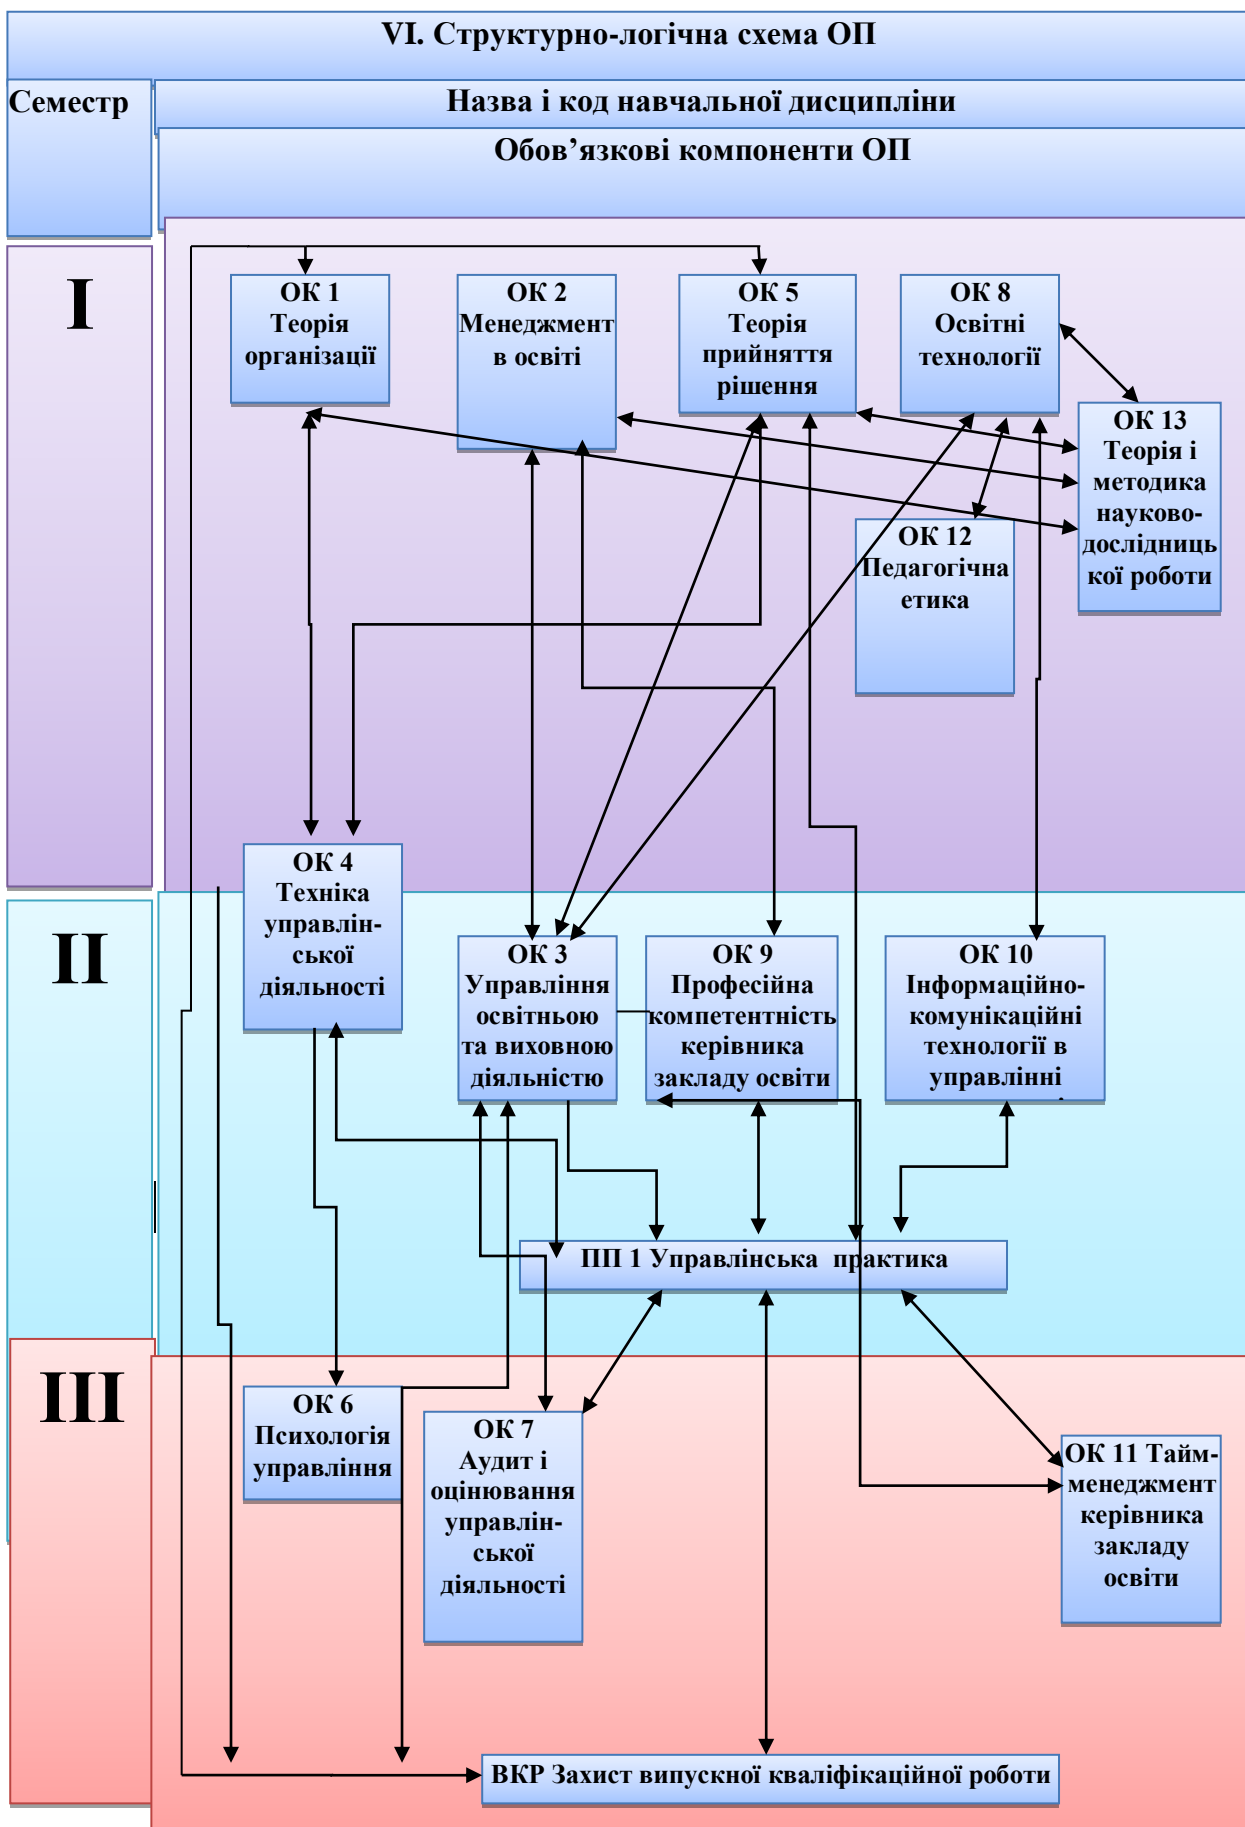 VI. Структурно-логічна схема ОП
Семестр
Назва і код навчальної дисципліни
Обов’язкові компоненти ОП
I
ОК 1
Теорія
організації
ОК 2
Менеджмент
в освіті
ОК 5
Теорія
прийняття
рішення
ОК 8
Освітні
технології
ОК 13
Теорія і
методика
науково-
дослідниць
кої роботи
ОК 12
Педагогічна
етика
ОК 4
Техніка
управлін-
ської
діяльності
II
ОК 3
Управління
освітньою
та виховною
діяльністю
ОК 9
Професійна
компетентність
керівника
закладу освіти
ОК 10
Інформаційно-
комунікаційні
технології в
управлінні
ПП 1 Управлінська практика
III
ОК 6
Психологія
управління
ОК 7
Аудит і
оцінювання
управлін-
ської
діяльності
ОК 11 Тайм-
менеджмент
керівника
закладу
освіти
ВКР Захист випускної кваліфікаційної роботи